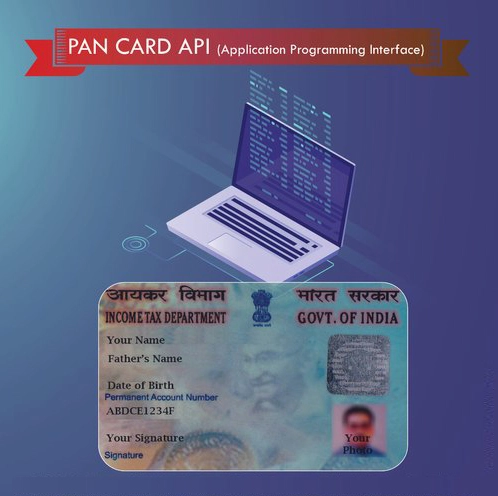 PAN CARD API (Application Programming Interface)
आयकर विभाग भारत सरकार
INCOME TAX DEPARTMENT GOVT. OF INDIA
Your Name
Father's Name
Date of Birth
Permanent Account Number
ABDCE1234F
Your Signature
Signature
Your
Photo